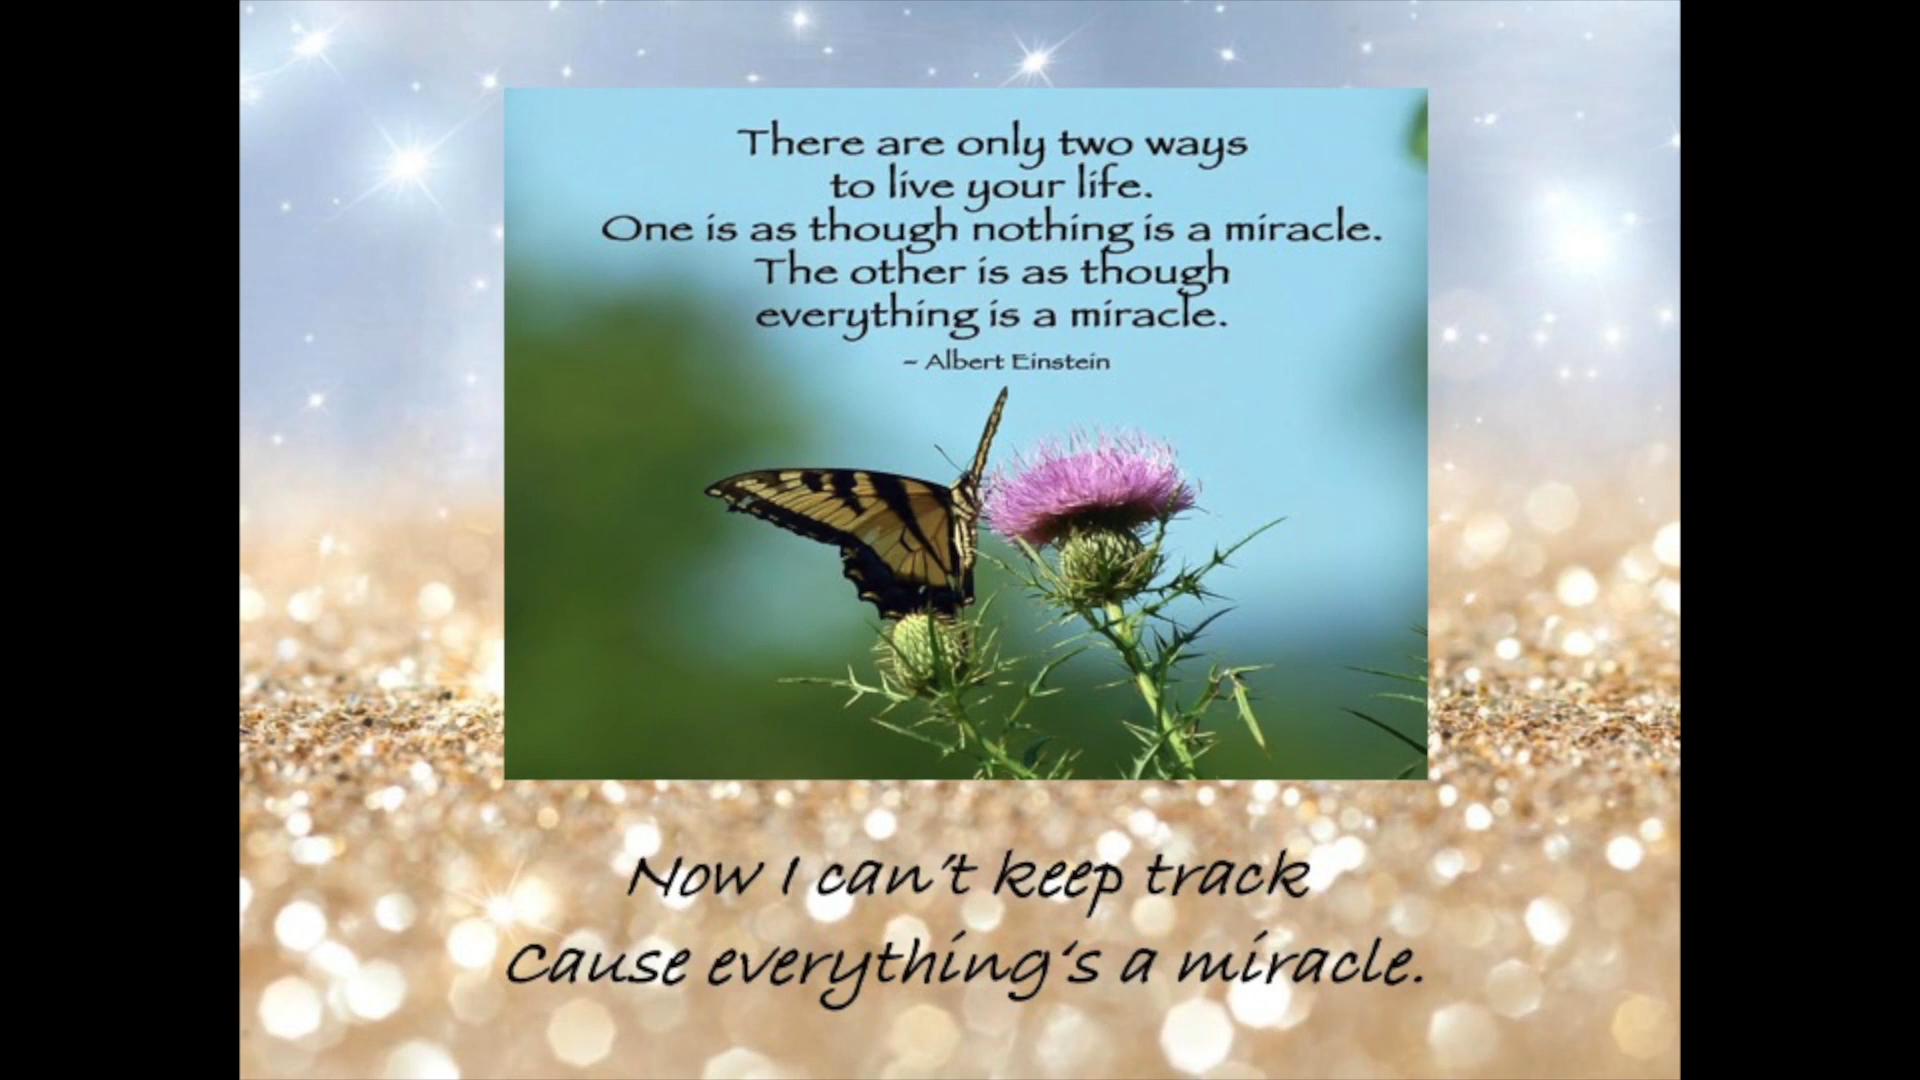 There are only two ways
to live your life.
One is as though nothing is a miracle.
The other is as though
everything is a miracle.
~ Albert Einstein
Now I can't keep track
Cause everything's a miracle.